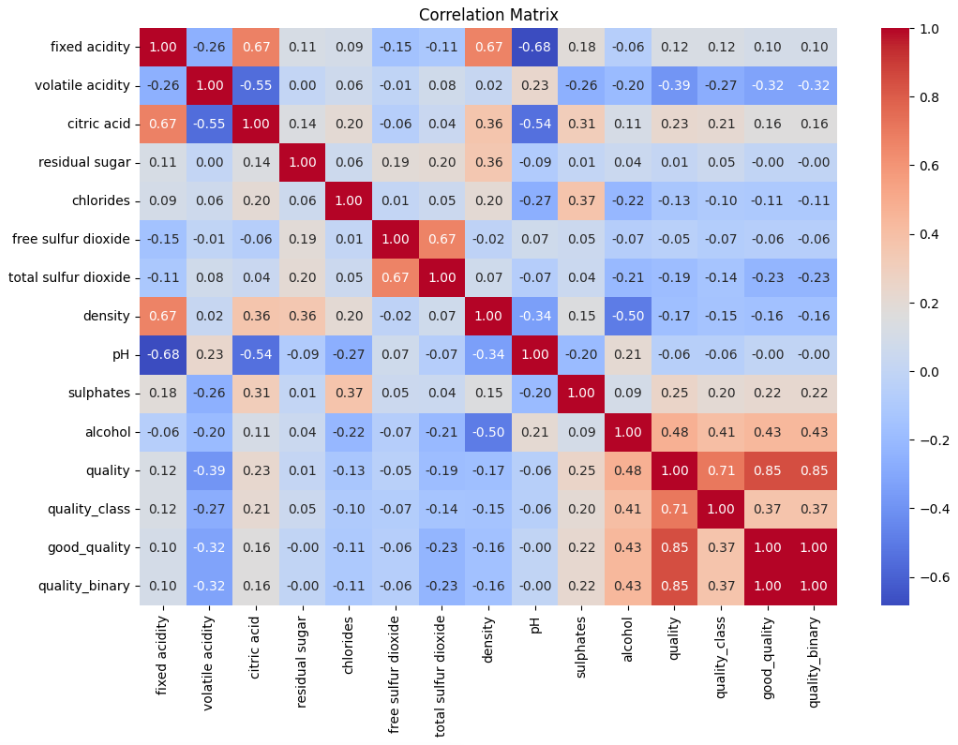 Correlation Matrix
fixed acidity 1.00 -0.26 0.67 0.11 0.09 -0.15 -0.11 0.67 -0.68 0.18 -0.06 0.12 0.12 0.10 0.10
volatile acidity -0.26 1.00 -0.55 0.00 0.06 -0.01 0.08 0.02 0.23 -0.26 -0.20 -0.39 -0.27 -0.32 -0.32
citric acid 0.67 -0.55 1.00 0.14 0.20 -0.06 0.04 0.36 -0.54 0.31 0.11 0.23 0.21 0.16 0.16
residual sugar 0.11 0.00 0.14 1.00 0.06 0.19 0.20 0.36 -0.09 0.01 0.04 0.01 0.05 -0.00 -0.00
chlorides 0.09 0.06 0.20 0.06 1.00 0.01 0.05 0.20 -0.27 0.37 -0.22 -0.13 -0.10 -0.11 -0.11
free sulfur dioxide -0.15 -0.01 -0.06 0.19 0.01 1.00 0.67 -0.02 0.07 0.05 -0.07 -0.05 -0.07 -0.06 -0.06
total sulfur dioxide -0.11 0.08 0.04 0.20 0.05 0.67 1.00 0.07 -0.07 0.04 -0.21 -0.19 -0.14 -0.23 -0.23
density 0.67 0.02 0.36 0.36 0.20 -0.02 0.07 1.00 -0.34 0.15 -0.50 -0.17 -0.15 -0.16 -0.16
pH -0.68 0.23 -0.54 -0.09 -0.27 0.07 -0.07 -0.34 1.00 -0.20 0.21 -0.06 -0.06 -0.00 -0.00
sulphates 0.18 -0.26 0.31 0.01 0.37 0.05 0.04 0.15 -0.20 1.00 0.09 0.25 0.20 0.22 0.22
alcohol -0.06 -0.20 0.11 0.04 -0.22 -0.07 -0.21 -0.50 0.21 0.09 1.00 0.48 0.41 0.43 0.43
quality 0.12 -0.39 0.23 0.01 -0.13 -0.05 -0.19 -0.17 -0.06 0.25 0.48 1.00 0.71 0.85 0.85
quality_class 0.12 -0.27 0.21 0.05 -0.10 -0.07 -0.14 -0.15 -0.06 0.20 0.41 0.71 1.00 0.37 0.37
good_quality 0.10 -0.32 0.16 -0.00 -0.11 -0.06 -0.23 -0.16 -0.00 0.22 0.43 0.85 0.37 1.00 1.00
quality_binary 0.10 -0.32 0.16 -0.00 -0.11 -0.06 -0.23 -0.16 -0.00 0.22 0.43 0.85 0.37 1.00 1.00
fixed acidity
volatile acidity
citric acid
residual sugar
chlorides
free sulfur dioxide
total sulfur dioxide
density
pH
sulphates
alcohol
quality
quality_class
good_quality
quality_binary
1.0
0.8
0.6
0.4
0.2
0.0
−0.2
−0.4
−0.6